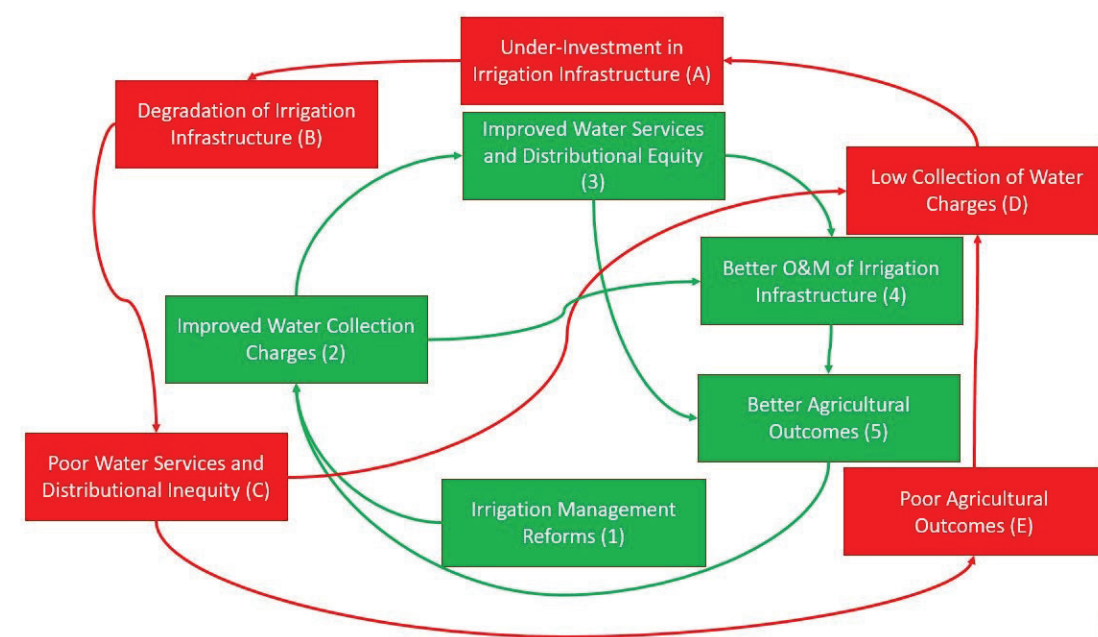 Under-Investment in
Irrigation Infrastructure (A)
Degradation of Irrigation
Infrastructure (B)
Improved Water Services
and Distributional Equity
(3)
Low Collection of Water
Charges (D)
Better O&M of Irrigation
Infrastructure (4)
Improved Water Collection
Charges (2)
Better Agricultural
Outcomes (5)
Poor Water Services and
Distributional Inequity (C)
Irrigation Management
Reforms (1)
Poor Agricultural
Outcomes (E)